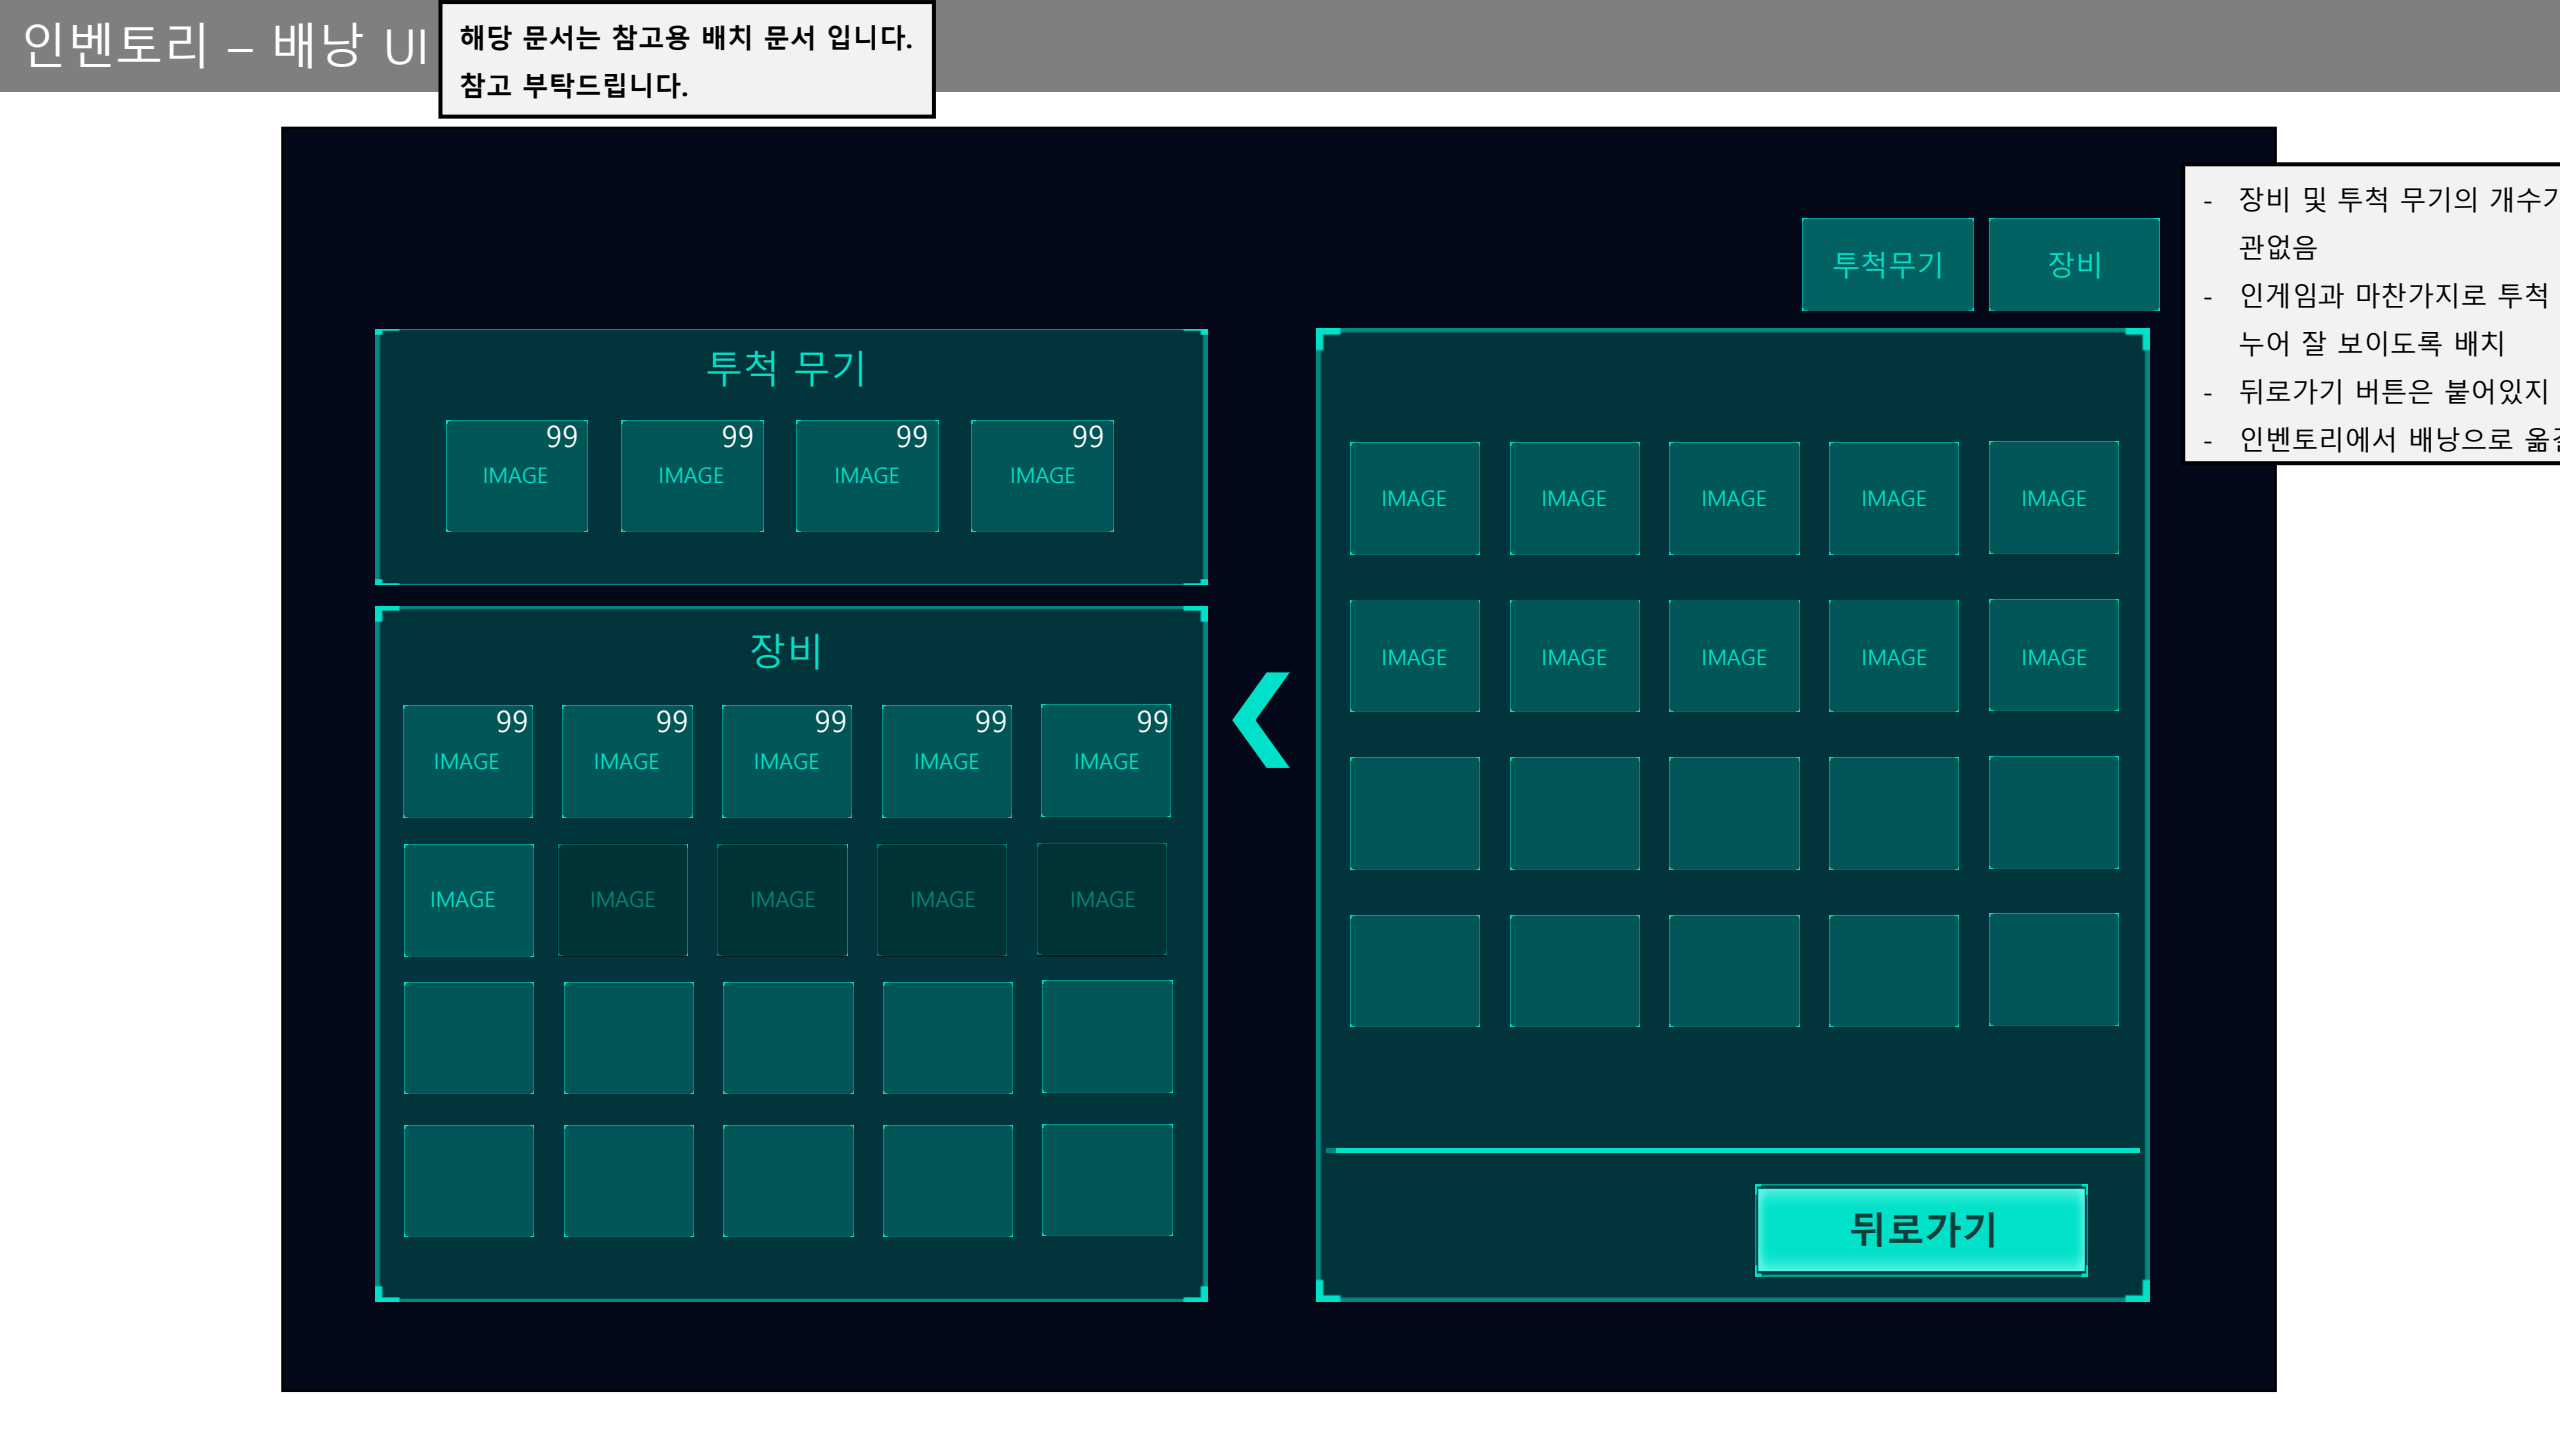 인벤토리 – 배낭 UI
해당 문서는 참고용 배치 문서 입니다.
참고 부탁드립니다.
- 장비 및 투척 무기의
관없음
- 인게임과 마찬가지로 투척
누어 잘 보이도록 배치
- 뒤로가기 버튼은 붙어있지
- 인벤토리에서 배낭으로
투척무기 장비
투척 무기
99 99 99 99
IMAGE IMAGE IMAGE IMAGE
장비
99 99 99 99 99
IMAGE IMAGE IMAGE IMAGE IMAGE
IMAGE IMAGE IMAGE IMAGE IMAGE
IMAGE IMAGE IMAGE IMAGE IMAGE
IMAGE IMAGE IMAGE IMAGE IMAGE
뒤로가기